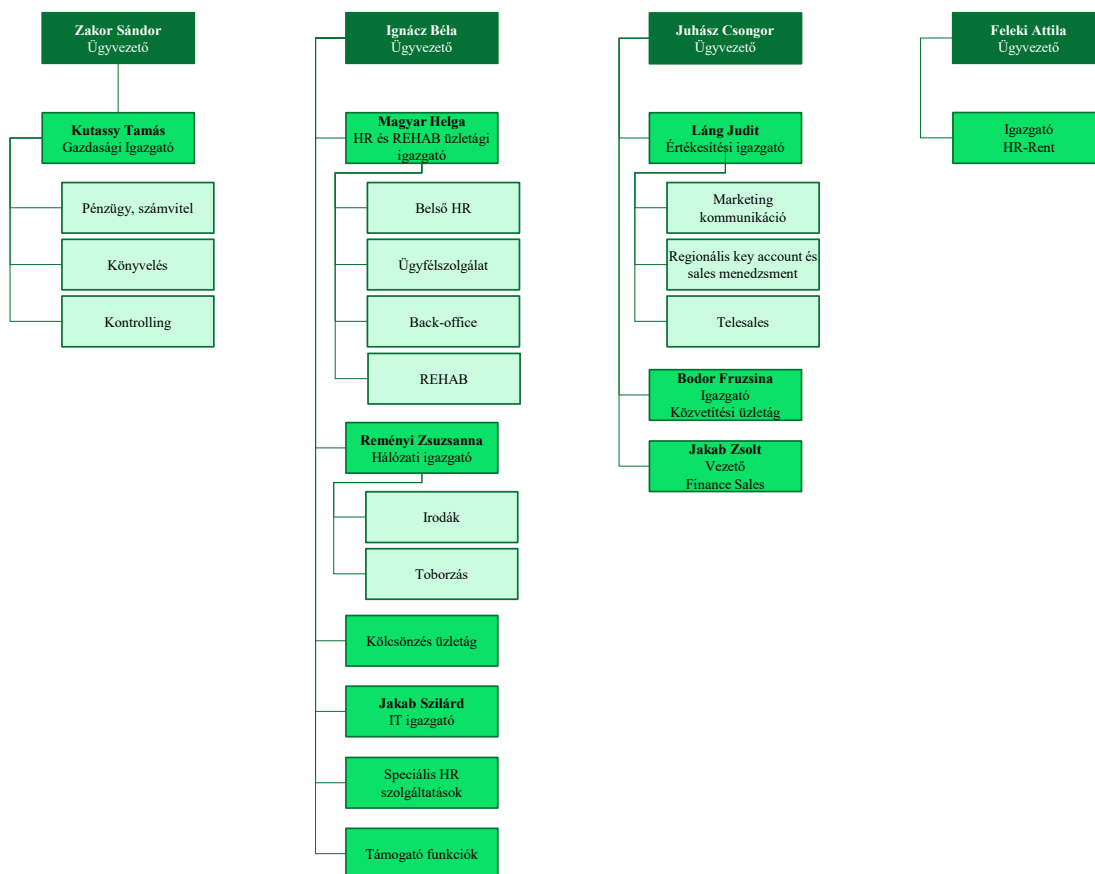 Zakor Sándor
Ügyvezető
Kutassy Tamás
Gazdasági Igazgató
Pénzügy, számvitel
Könyvelés
Kontrolling
Ignácz Béla
Ügyvezető
Magyar Helga
HR és REHAB üzletági
igazgató
Belső HR
Ügyfélszolgálat
Back-office
REHAB
Reményi Zsuzsanna
Hálózati igazgató
Irodák
Toborzás
Kölcsönzés üzletág
Jakab Szilárd
IT igazgató
Speciális HR
szolgáltatások
Támogató funkciók
Juhász Csongor
Ügyvezető
Láng Judit
Értékesítési igazgató
Marketing
kommunikáció
Regionális key account és
sales menedzsment
Telesales
Bodor Fruzsina
Igazgató
Közvetítési üzletág
Jakab Zsolt
Vezető
Finance Sales
Feleki Attila
Ügyvezető
Igazgató
HR-Rent